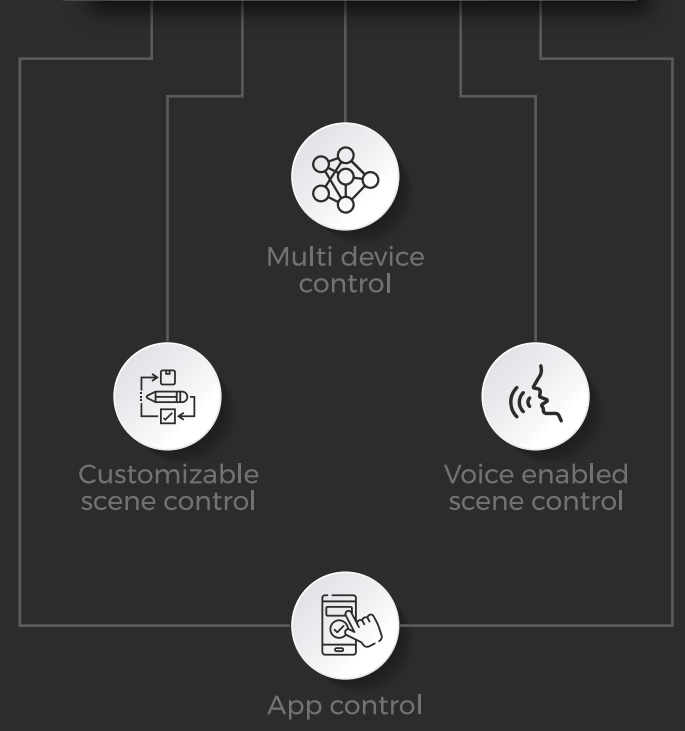 Multi device
control
Customizable
scene control
Voice enabled
scene control
App control